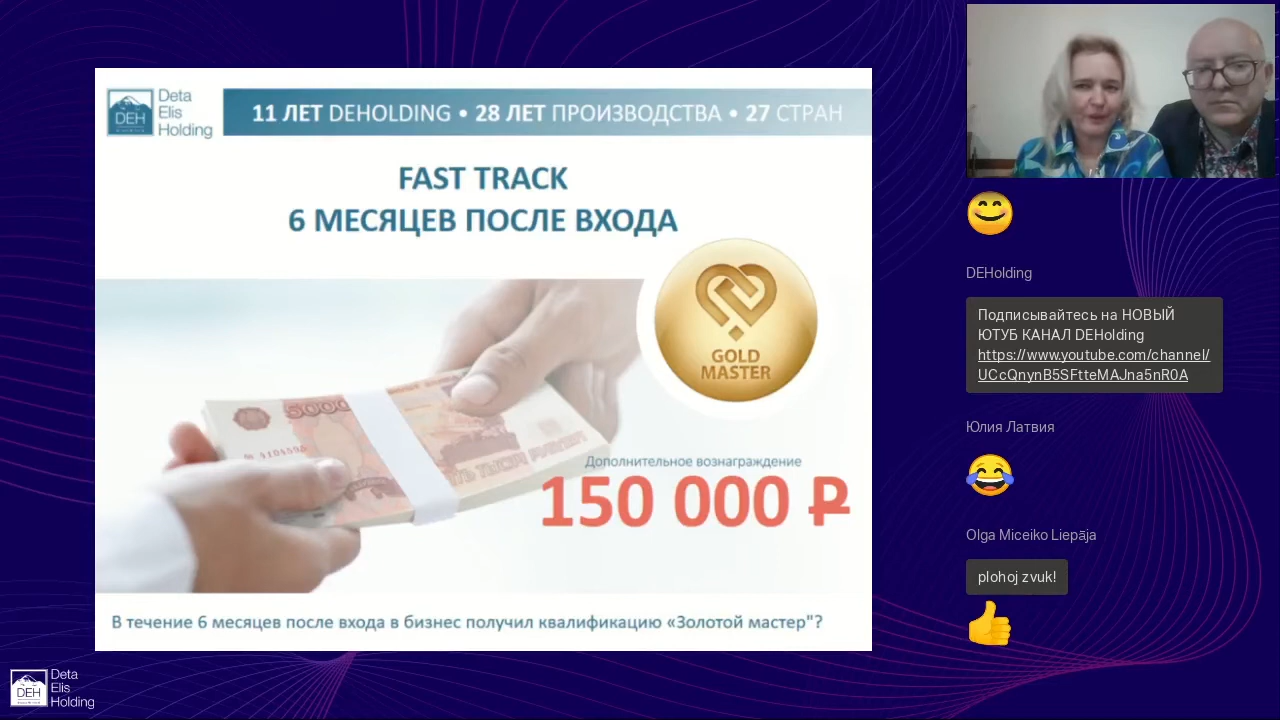 Deta
Elis
Holding
DEH
11 ЛЕТ DEHOLDING • 28 ЛЕТ ПРОИЗВОДСТВА • 27 СТРАН
FAST TRACK
6 МЕСЯЦЕВ ПОСЛЕ ВХОДА
GOLD
MASTER
5000
Дополнительное вознаграждение
150 000 ₽
В течение 6 месяцев после входа в бизнес получил квалификацию «Золотой мастер"?
DEHolding
Подписывайтесь на НОВЫЙ
ЮТУБ КАНАЛ DEHolding
https://www.youtube.com/channel/
UCcQnynB5SFtteMAJna5nR0A
Юлия Латвия
Olga Miceiko Liepāja
plohoj zvuk!
DEH
Deta
Elis
Holding